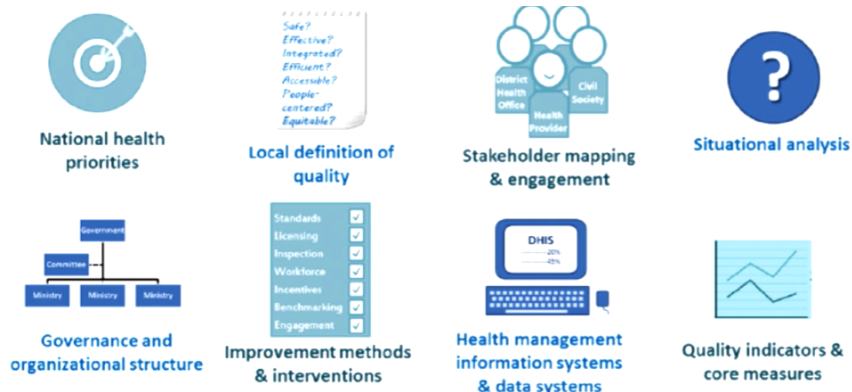 National health
priorities
Safe?
Effective?
Integrated?
Efficient?
Accessible?
People-
centered?
Equitable?
Local definition of
quality
District
Health
Office
Civil
Society
Health
Provider
Stakeholder mapping
& engagement
?
Situational analysis
Government
Committee
Ministry
Ministry
Ministry
Governance and
organizational structure
Standards
Licensing
Inspection
Workforce
Incentives
Benchmarking
Engagement
Improvement methods
& interventions
DHIS
20%
45%
Health management
information systems
& data systems
Quality indicators &
core measures